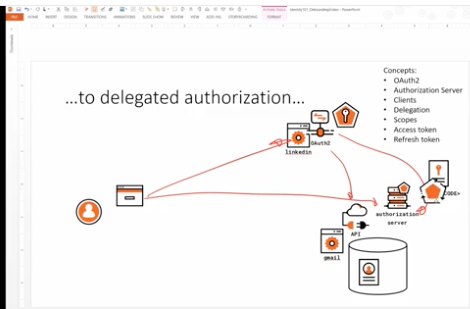 FILE HOME INSERT DESIGN TRANSITIONS ANIMATIONS SLIDE SHOW REVIEW VIEW ADD-INS STORYBOARDING FORMAT
...to delegated authorization...
Concepts:
• OAuth2
• Authorization Server
• Clients
• Delegation
• Scopes
• Access token
• Refresh token
OAuth2
linkedin
CODE>
authorization
server
API
gmail